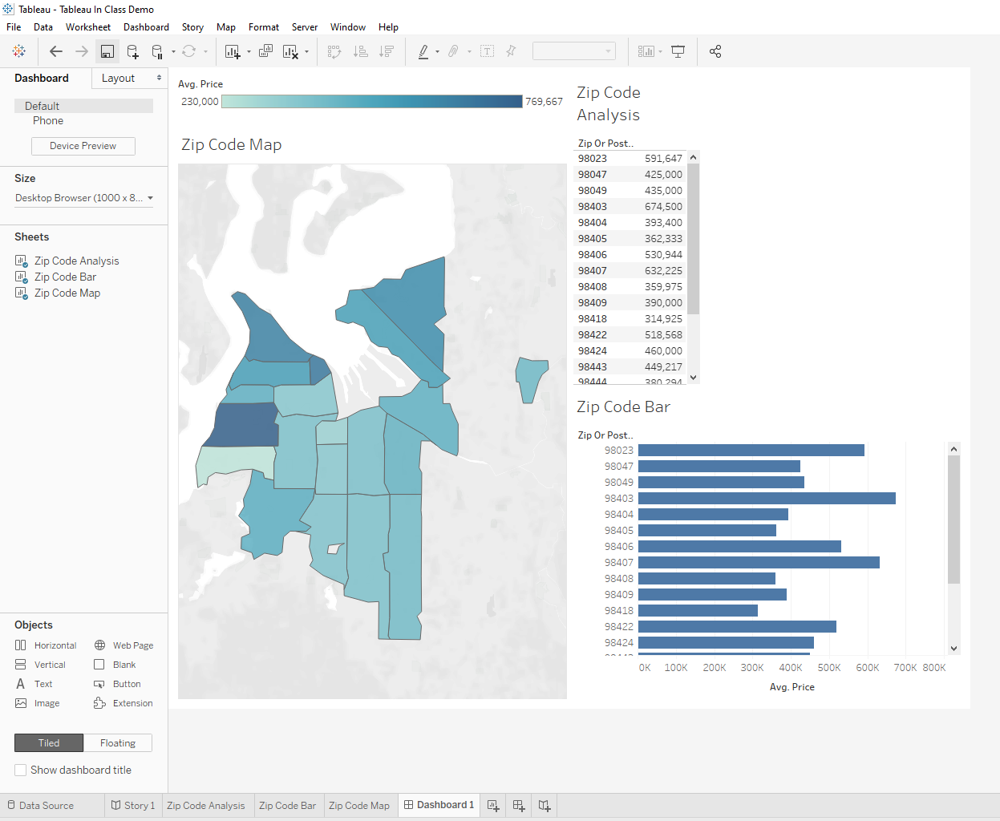 Tableau - Tableau In Class Demo
File Data Worksheet Dashboard Story Map Format Server Window Help
Dashboard Layout
Default
Phone
Device Preview
Size
Desktop Browser (1000 x 8...
Sheets
Zip Code Analysis
Zip Code Bar
Zip Code Map
Objects
Horizontal Web Page
Vertical Blank
Text Button
Image Extension
Tiled Floating
Show dashboard title
Avg. Price
230,000 769,667
Zip Code Map
Zip Code
Analysis
Zip Or Post..
98023 591,647
98047 425,000
98049 435,000
98403 674,500
98404 393,400
98405 362,333
98406 530,944
98407 632,225
98408 359,975
98409 390,000
98418 314,925
98422 518,568
98424 460,000
98443 449,217
98444 380,294
Zip Code Bar
Zip Or Post..
98023
98047
98049
98403
98404
98405
98406
98407
98408
98409
98418
98422
98424
0K 100K 200K 300K 400K 500K 600K 700K 800K
Avg. Price
Data Source Story 1 Zip Code Analysis Zip Code Bar Zip Code Map Dashboard 1